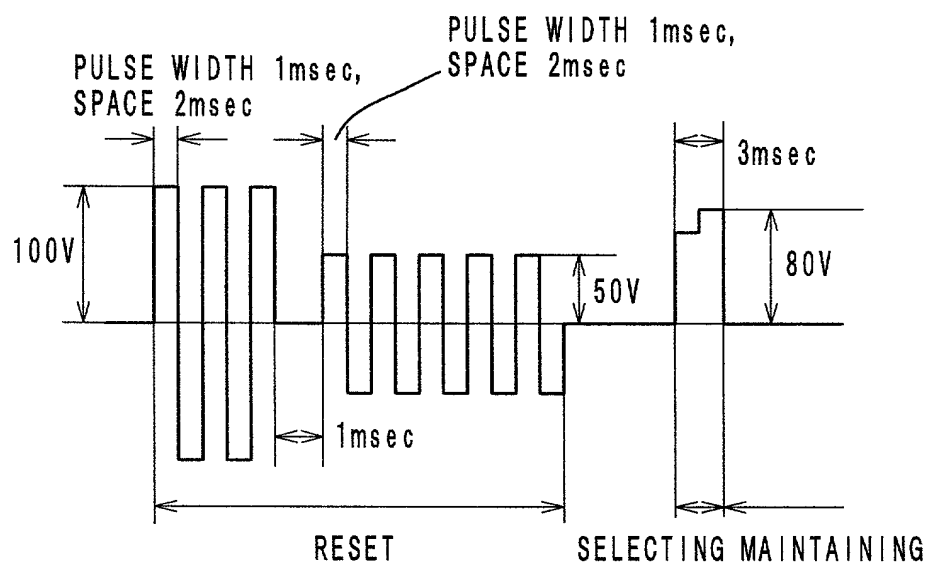 PULSE WIDTH 1msec,
SPACE 2msec
PULSE WIDTH 1msec,
SPACE 2msec
3msec
100V
50V
80V
1msec
RESET
SELECTING MAINTAINING